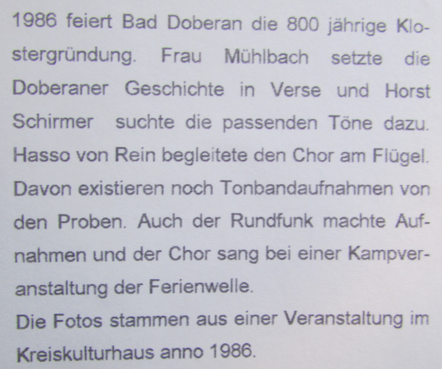 1986 feiert Bad Doberan die 800 jährige Klo-
stergründung. Frau Mühlbach setzte die
Doberaner Geschichte in Verse und Horst
Schirmer suchte die passenden Töne dazu.
Hasso von Rein begleitete den Chor am Flügel.
Davon existieren noch Tonbandaufnahmen von
den Proben. Auch der Rundfunk machte Auf-
nahmen und der Chor sang bei einer Kampver-
anstaltung der Ferienwelle.
Die Fotos stammen aus einer Veranstaltung im
Kreiskulturhaus anno 1986.